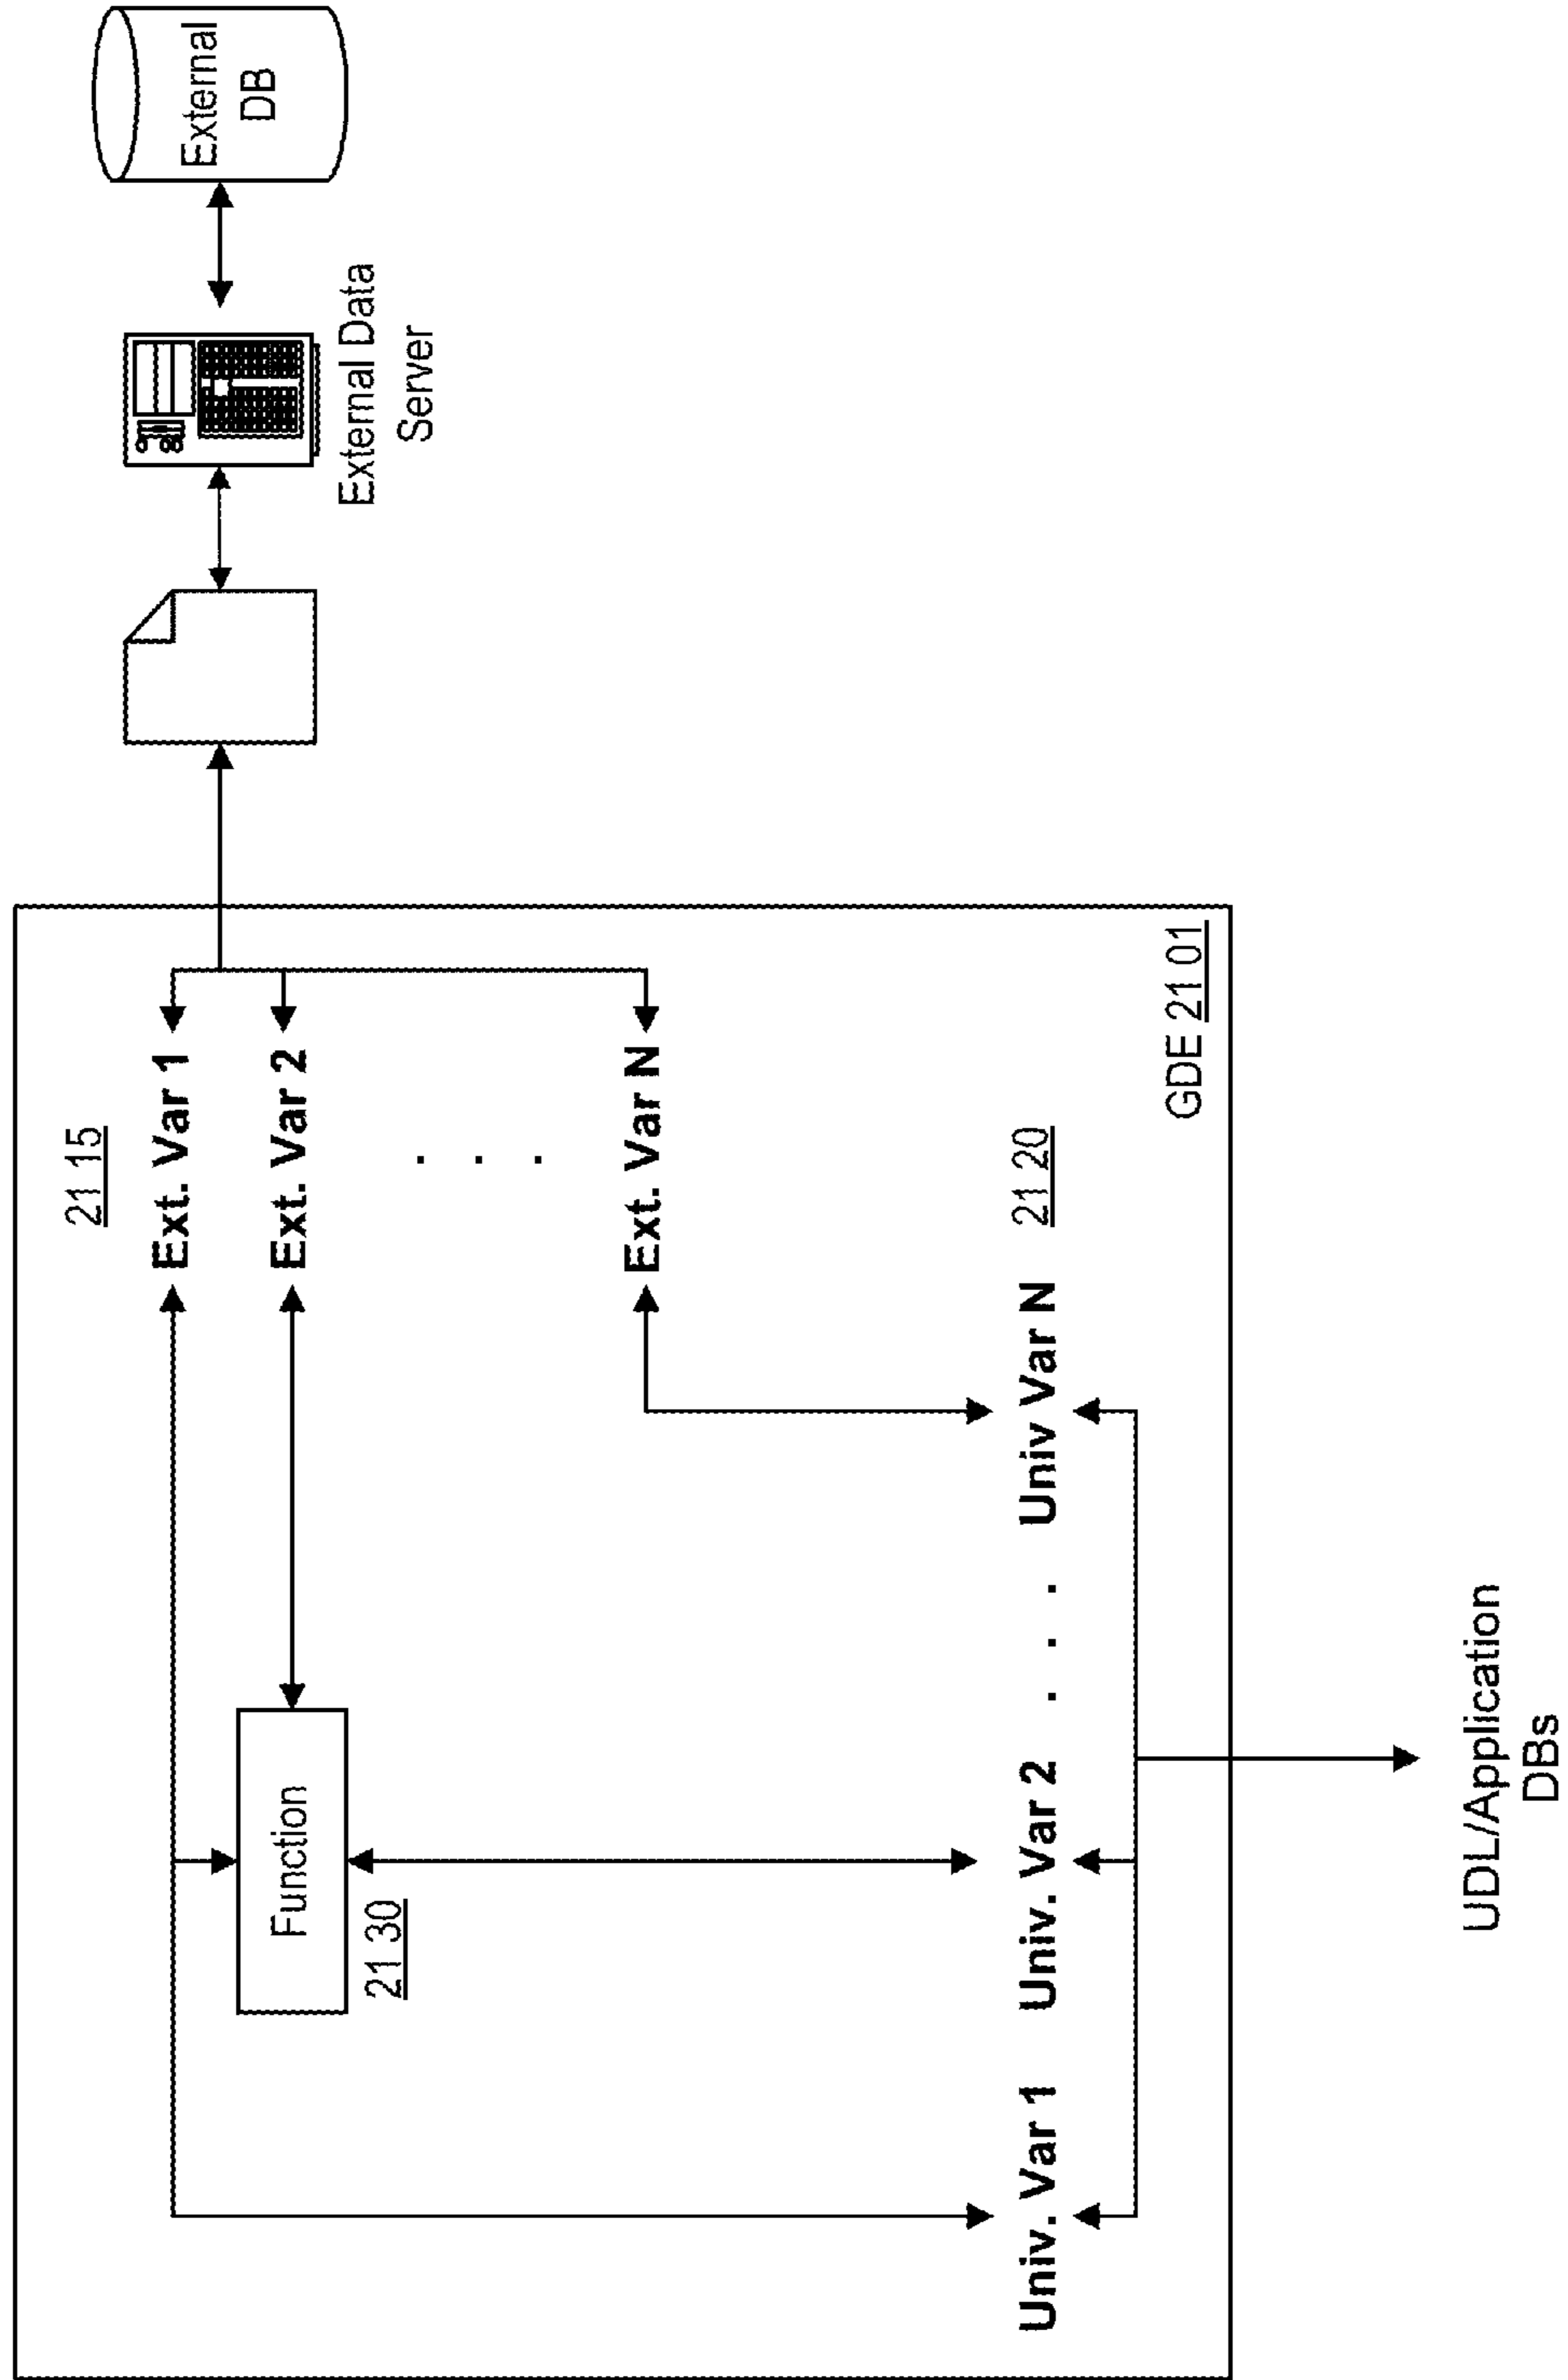 21 15
Ext. Var 1
Ext. Var 2
. . .
Ext. Var N
Function
21 30
External
DB
External Data
Server
Univ. Var 1 Univ. Var 2 . . . Univ Var N 21 20
GDE 21 01
UDL/Application
DBs